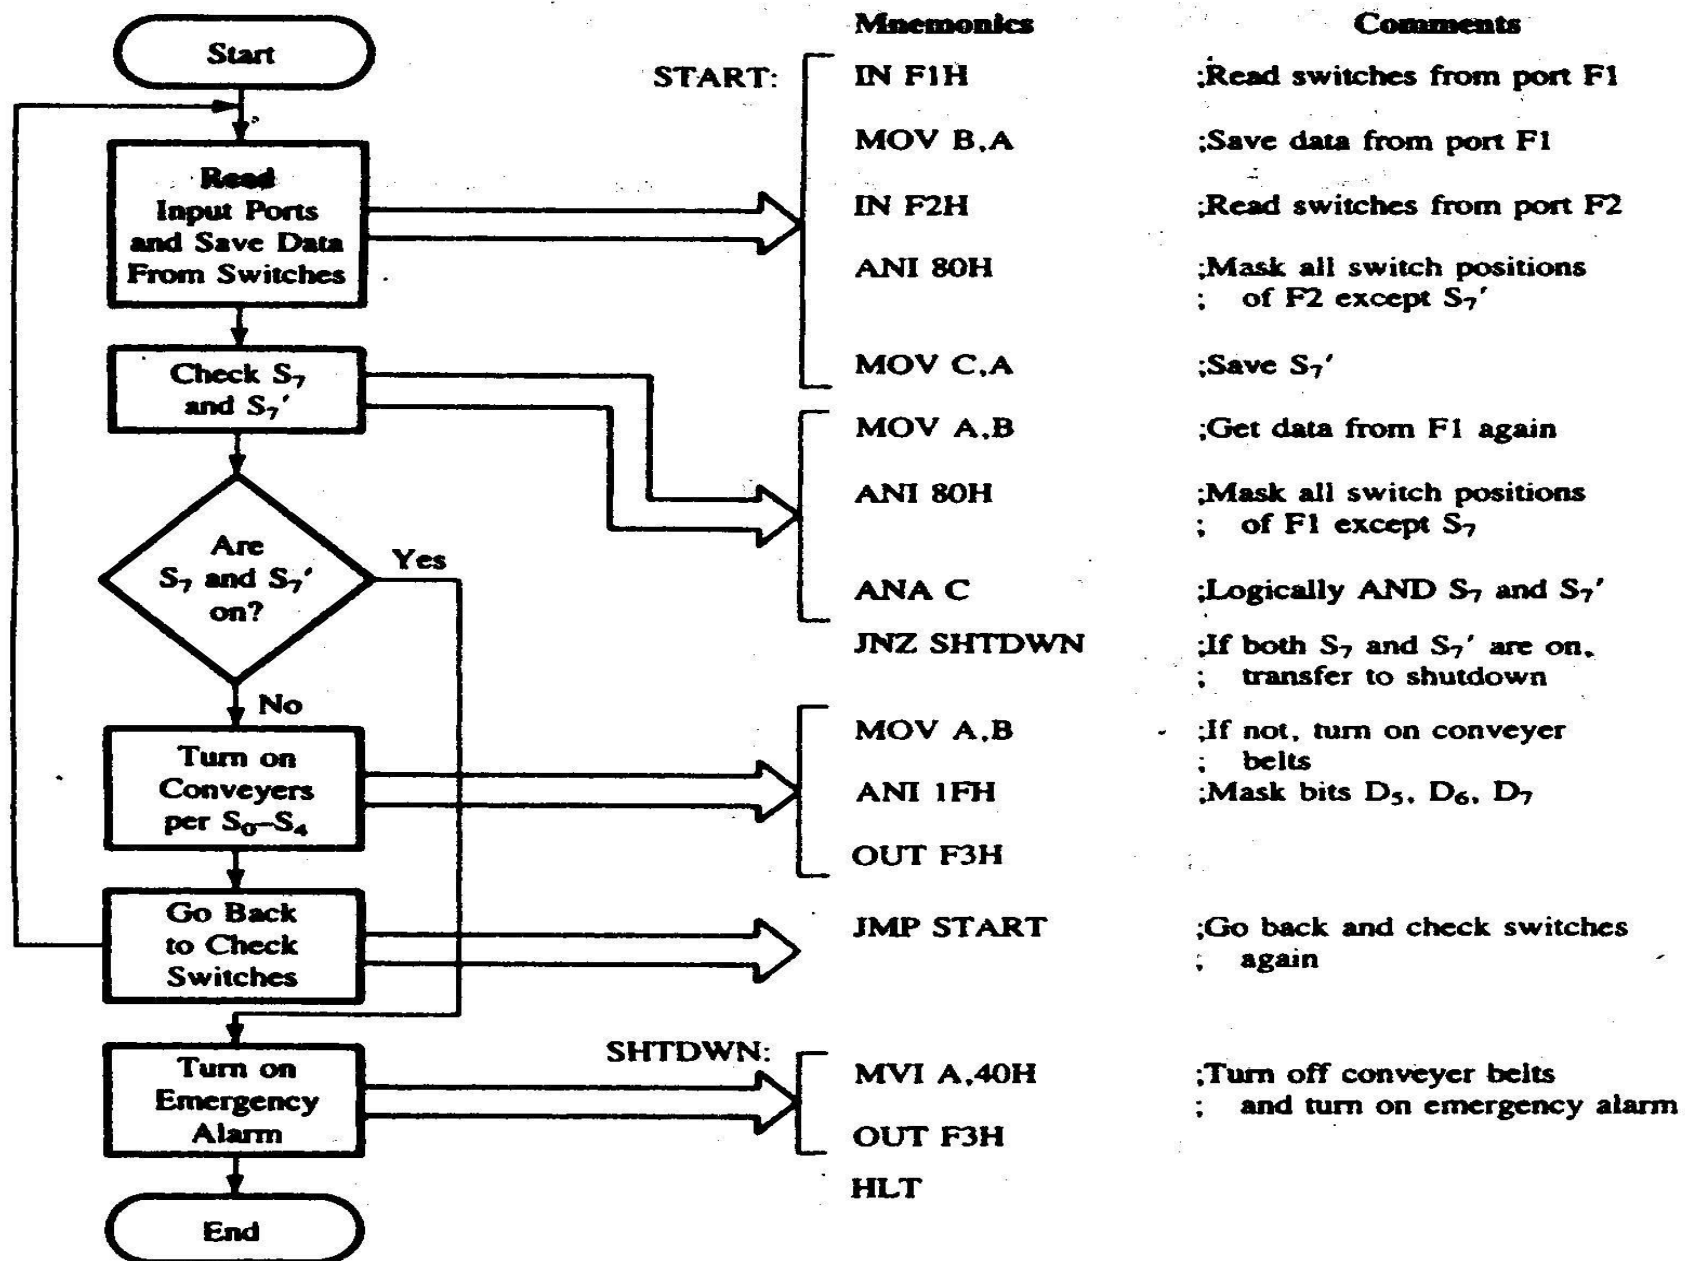 Start
Read
Input Ports
and Save Data
From Switches
Check S₇
and S₇′
Are
S₇ and S₇′
on?
Yes
No
Turn on
Conveyers
per S₀–S₄
Go Back
to Check
Switches
Turn on
Emergency
Alarm
End
Mnemonics Comments
START: IN F1H ;Read switches from port F1
MOV B,A ;Save data from port F1
IN F2H ;Read switches from port F2
ANI 80H ;Mask all switch positions
; of F2 except S₇′
MOV C,A ;Save S₇′
MOV A,B ;Get data from F1 again
ANI 80H ;Mask all switch positions
; of F1 except S₇
ANA C ;Logically AND S₇ and S₇′
JNZ SHTDWN ;If both S₇ and S₇′ are on,
; transfer to shutdown
MOV A,B ;If not, turn on conveyer
; belts
ANI 1FH ;Mask bits D₅, D₆, D₇
OUT F3H
JMP START ;Go back and check switches
; again
SHTDWN: MVI A,40H ;Turn off conveyer belts
; and turn on emergency alarm
OUT F3H
HLT